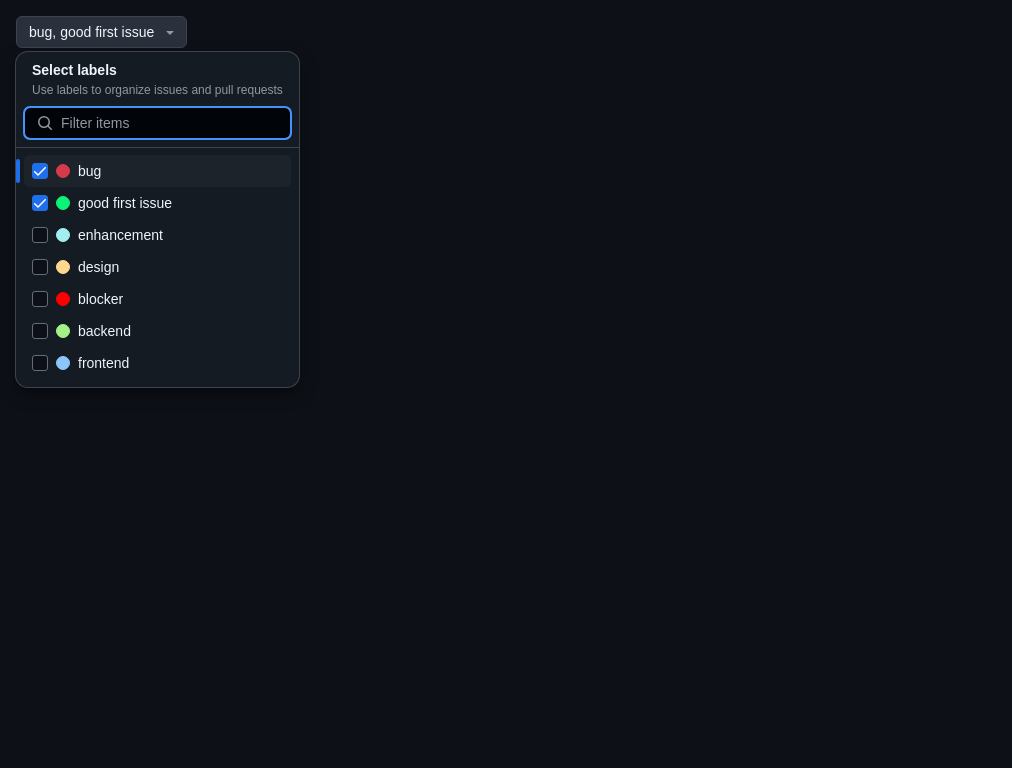 bug, good first issue
Select labels
Use labels to organize issues and pull requests
Filter items
bug
good first issue
enhancement
design
blocker
backend
frontend